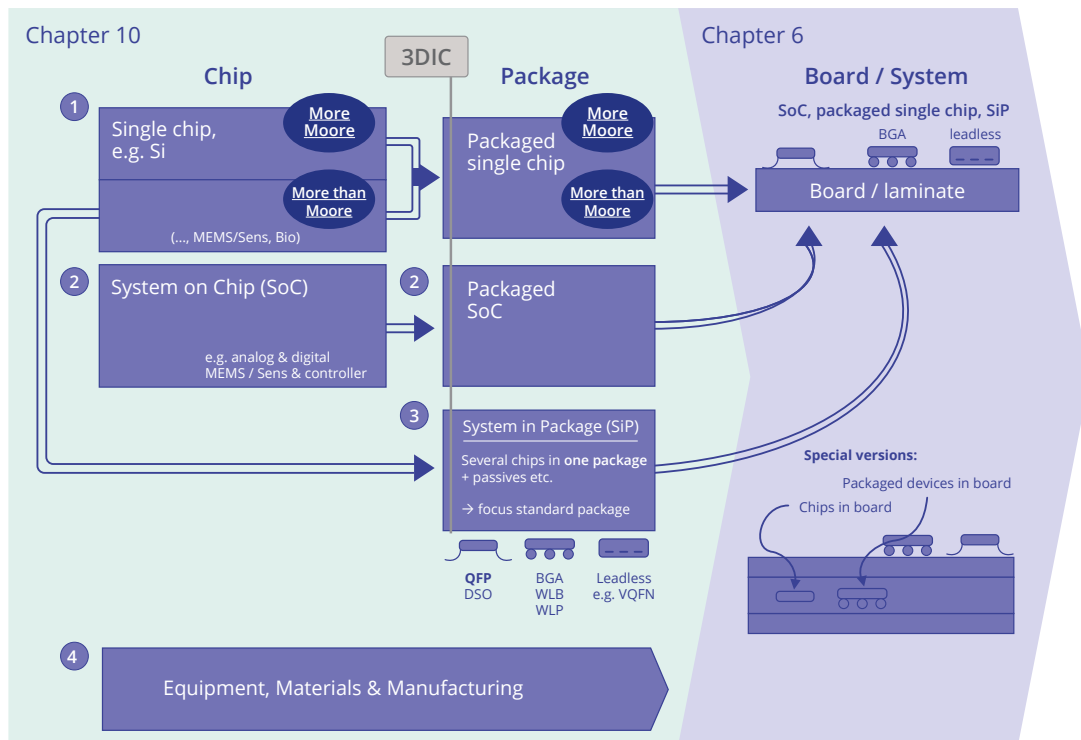 Chapter 10
Chapter 6
3DIC
Chip
Package
Board / System
1
Single chip,
e.g. Si
More
Moore
More than
Moore
(..., MEMS/Sens, Bio)
Packaged
single chip
More
Moore
More than
Moore
SoC, packaged single chip, SiP
BGA
leadless
Board / laminate
2
System on Chip (SoC)
e.g. analog & digital
MEMS / Sens & controller
2
Packaged
SoC
3
System in Package (SiP)
Several chips in one package
+ passives etc.
→ focus standard package
QFP
DSO
BGA
WLB
WLP
Leadless
e.g. VQFN
Special versions:
Packaged devices in board
Chips in board
4
Equipment, Materials & Manufacturing